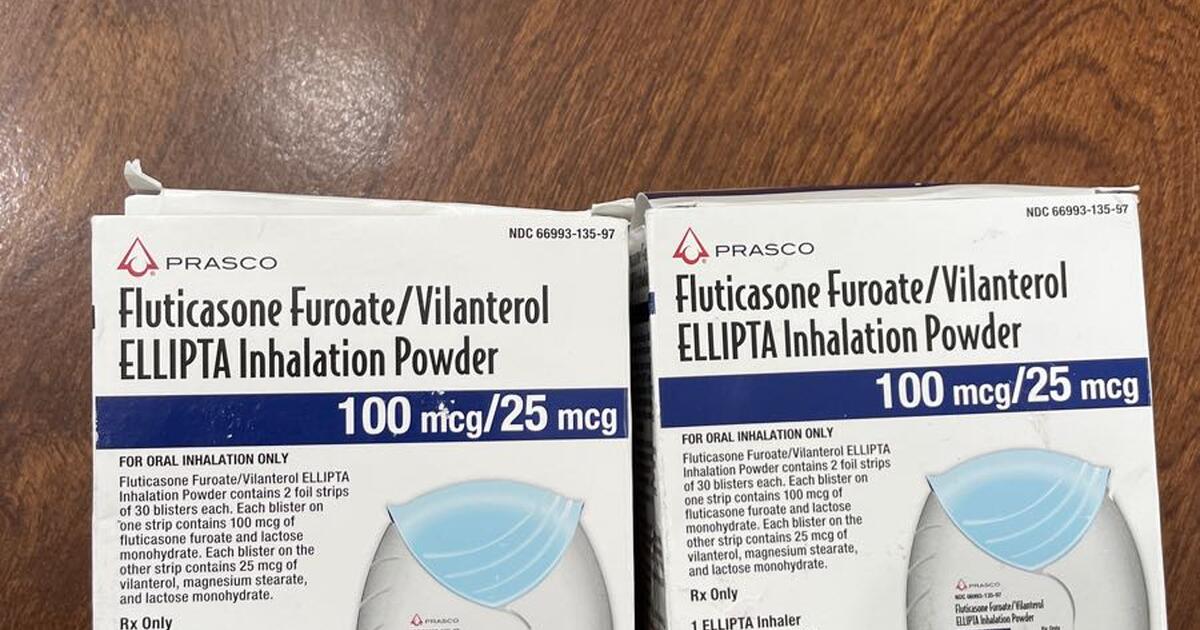 NDC 66993-135-97
PRASCO
Fluticasone Furoate/Vilanterol
ELLIPTA Inhalation Powder
100 mcg/25 mcg
FOR ORAL INHALATION ONLY
Fluticasone Furoate/Vilanterol ELLIPTA
Inhalation Powder contains 2 foil strips
of 30 blisters each. Each blister on
one strip contains 100 mcg of
fluticasone furoate and lactose
monohydrate. Each blister on the
other strip contains 25 mcg of
vilanterol, magnesium stearate,
and lactose monohydrate.
Rx Only
PRASCO
NDC 66993-135-97
PRASCO
Fluticasone Furoate/Vilanterol
ELLIPTA Inhalation Powder
100 mcg/25 mcg
FOR ORAL INHALATION ONLY
Fluticasone Furoate/Vilanterol ELLIPTA
Inhalation Powder contains 2 foil strips
of 30 blisters each. Each blister on
one strip contains 100 mcg of
fluticasone furoate and lactose
monohydrate. Each blister on the
other strip contains 25 mcg of
vilanterol, magnesium stearate,
and lactose monohydrate.
Rx Only
1 ELLIPTA Inhaler
PRASCO
NDC 66993-135-97
Fluticasone Furoate/Vilanterol
ELLIPTA Inhalation Powder
Rx Only